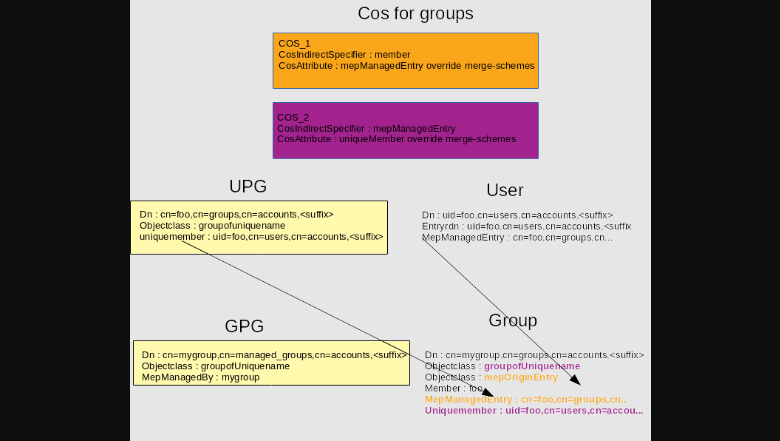 Cos for groups
COS_1
CosIndirectSpecifier : member
CosAttribute : mepManagedEntry override merge-schemes
COS_2
CosIndirectSpecifier : mepManagedEntry
CosAttribute : uniqueMember override merge-schemes
UPG
Dn : cn=foo,cn=groups,cn=accounts,<suffix>
Objectclass : groupofuniquename
uniquemember : uid=foo,cn=users,cn=accounts,<suffix>
User
Dn : uid=foo,cn=users,cn=accounts,<suffix>
Entryrdn : uid=foo,cn=users,cn=accounts,<suffix
MepManagedEntry : cn=foo,cn=groups,cn...
GPG
Dn : cn=mygroup,cn=managed_groups,cn=accounts,<suffix>
Objectclass : groupofUniquename
MepManagedBy : mygroup
Group
Dn : cn=mygroup,cn=groups,cn=accounts,<suffix>
Objectclass : groupofUniquename
Objectclass : mepOriginEntry
Member : foo
MepManagedEntry : cn=foo,cn=groups,cn..
Uniquemember : uid=foo,cn=users,cn=accou...